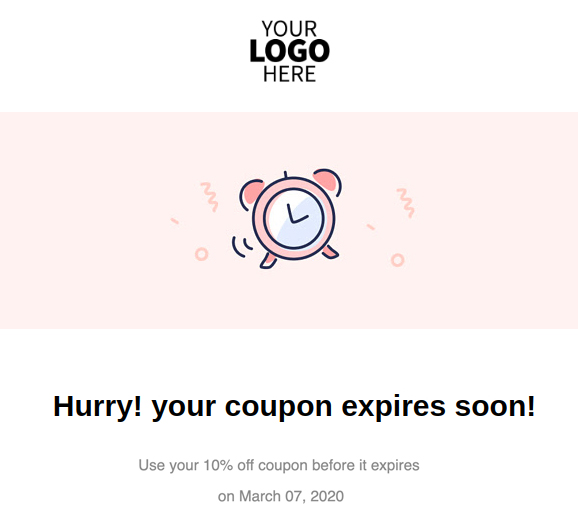 YOUR
LOGO
HERE
Hurry! your coupon expires soon!
Use your 10% off coupon before it expires
on March 07, 2020